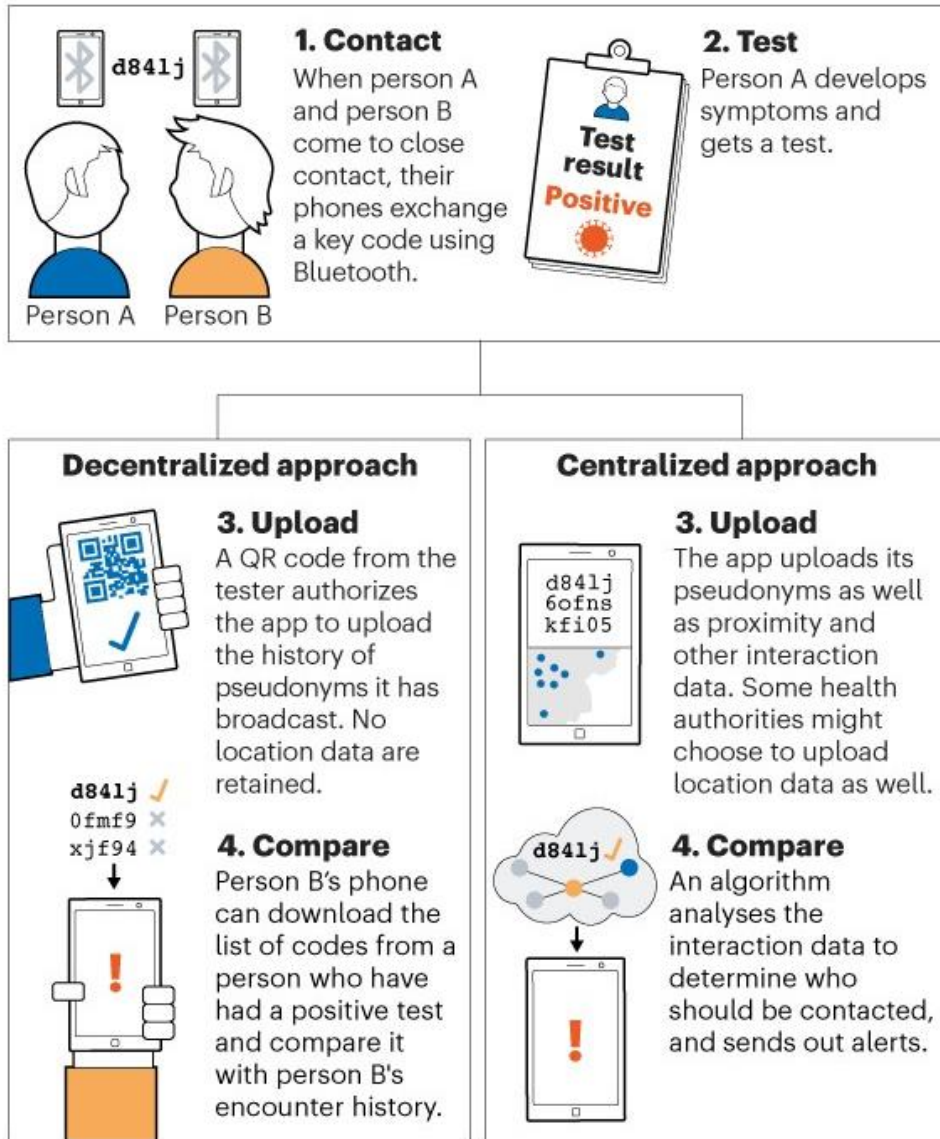 d841j
Person A
Person B
1. Contact
When person A
and person B
come to close
contact, their
phones exchange
a key code using
Bluetooth.
Test
result
Positive
2. Test
Person A develops
symptoms and
gets a test.
Decentralized approach
3. Upload
A QR code from the
tester authorizes
the app to upload
the history of
pseudonyms it has
broadcast. No
location data are
retained.
d841j
0fmf9
xjf94
4. Compare
Person B's phone
can download the
list of codes from a
person who have
had a positive test
and compare it
with person B's
encounter history.
Centralized approach
d841j
6ofns
kfi05
3. Upload
The app uploads its
pseudonyms as well
as proximity and
other interaction
data. Some health
authorities might
choose to upload
location data as well.
d841j
!
4. Compare
An algorithm
analyses the
interaction data to
determine who
should be contacted,
and sends out alerts.
!